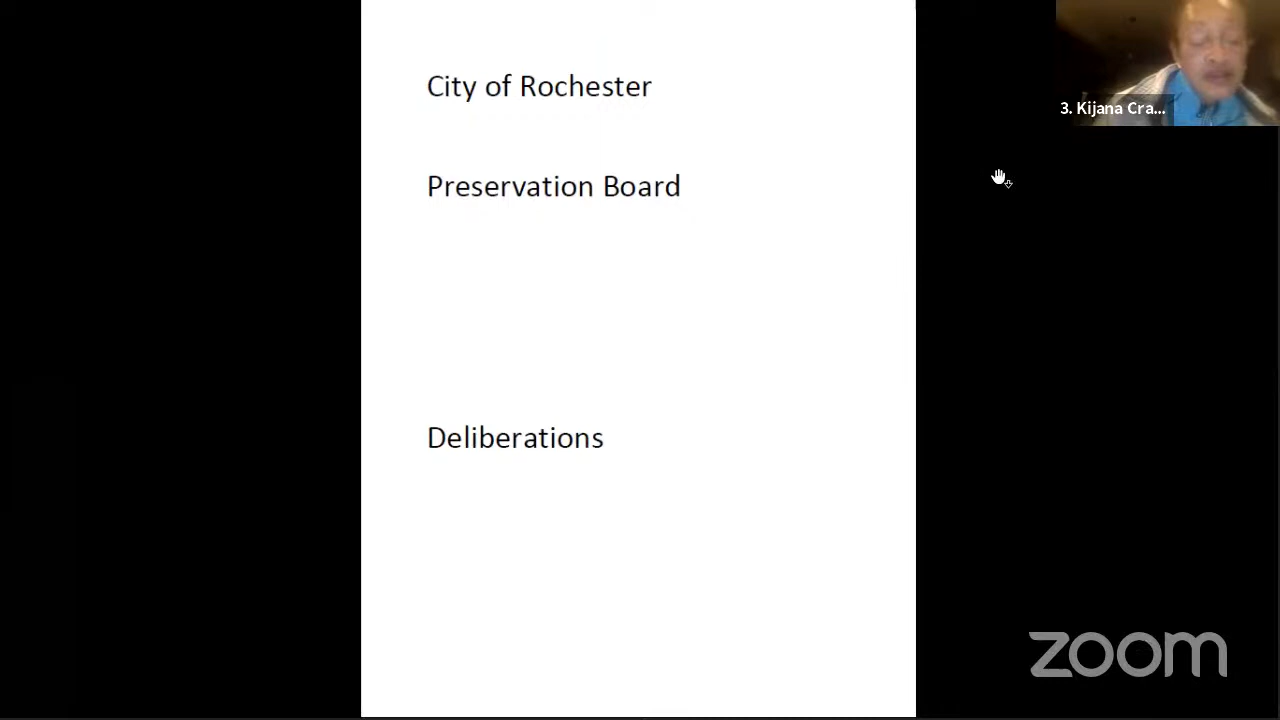 City of Rochester
3. Kijana Cra...
Preservation Board
Deliberations
zoom